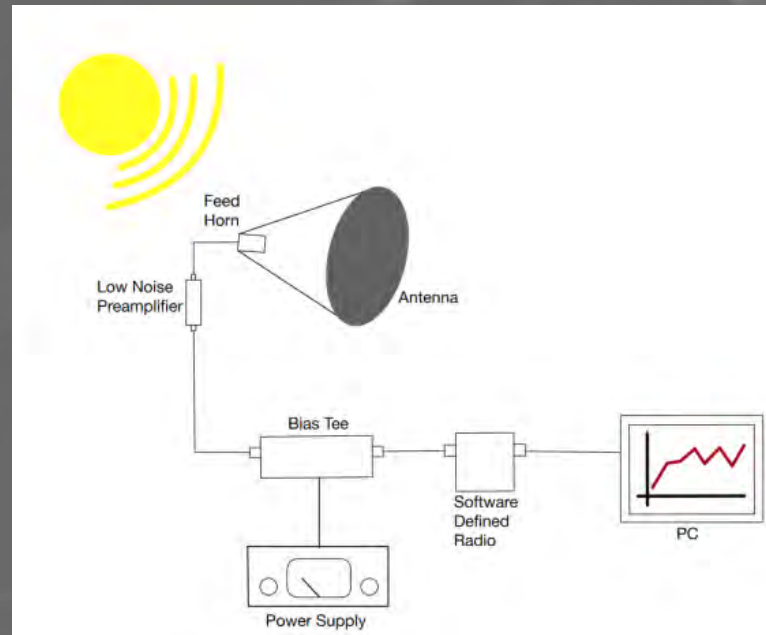 Feed
Horn
Low Noise
Preamplifier
Antenna
Bias Tee
Software
Defined
Radio
PC
Power Supply